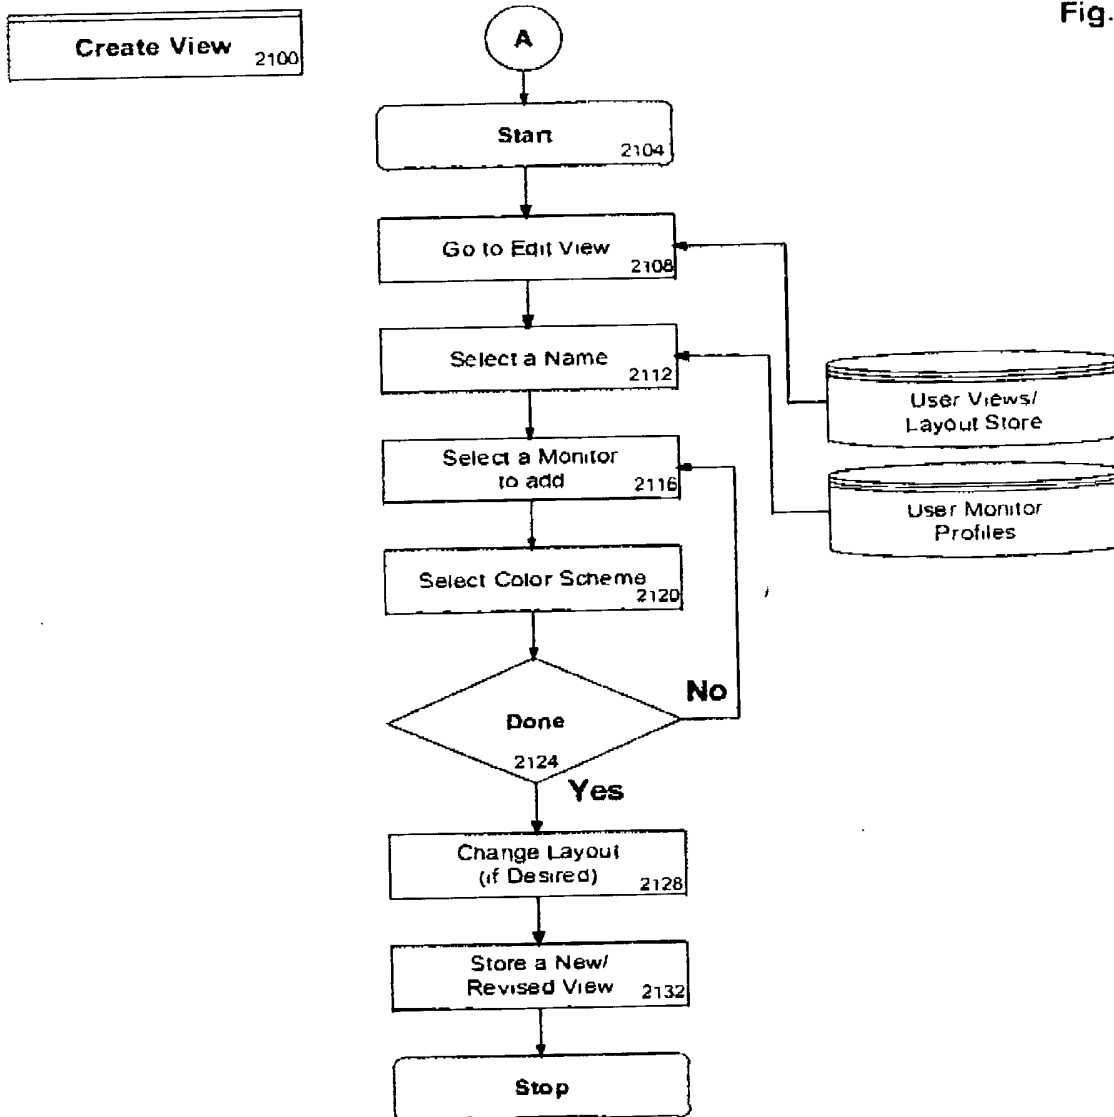 Fig.
Create View
2100
A
Start
2104
Go to Edit View
2108
Select a Name
2112
User Views/
Layout Store
Select a Monitor
to add
2116
User Monitor
Profiles
Select Color Scheme
2120
No
Done
2124
Yes
Change Layout
(if Desired)
2128
Store a New/
Revised View
2132
Stop